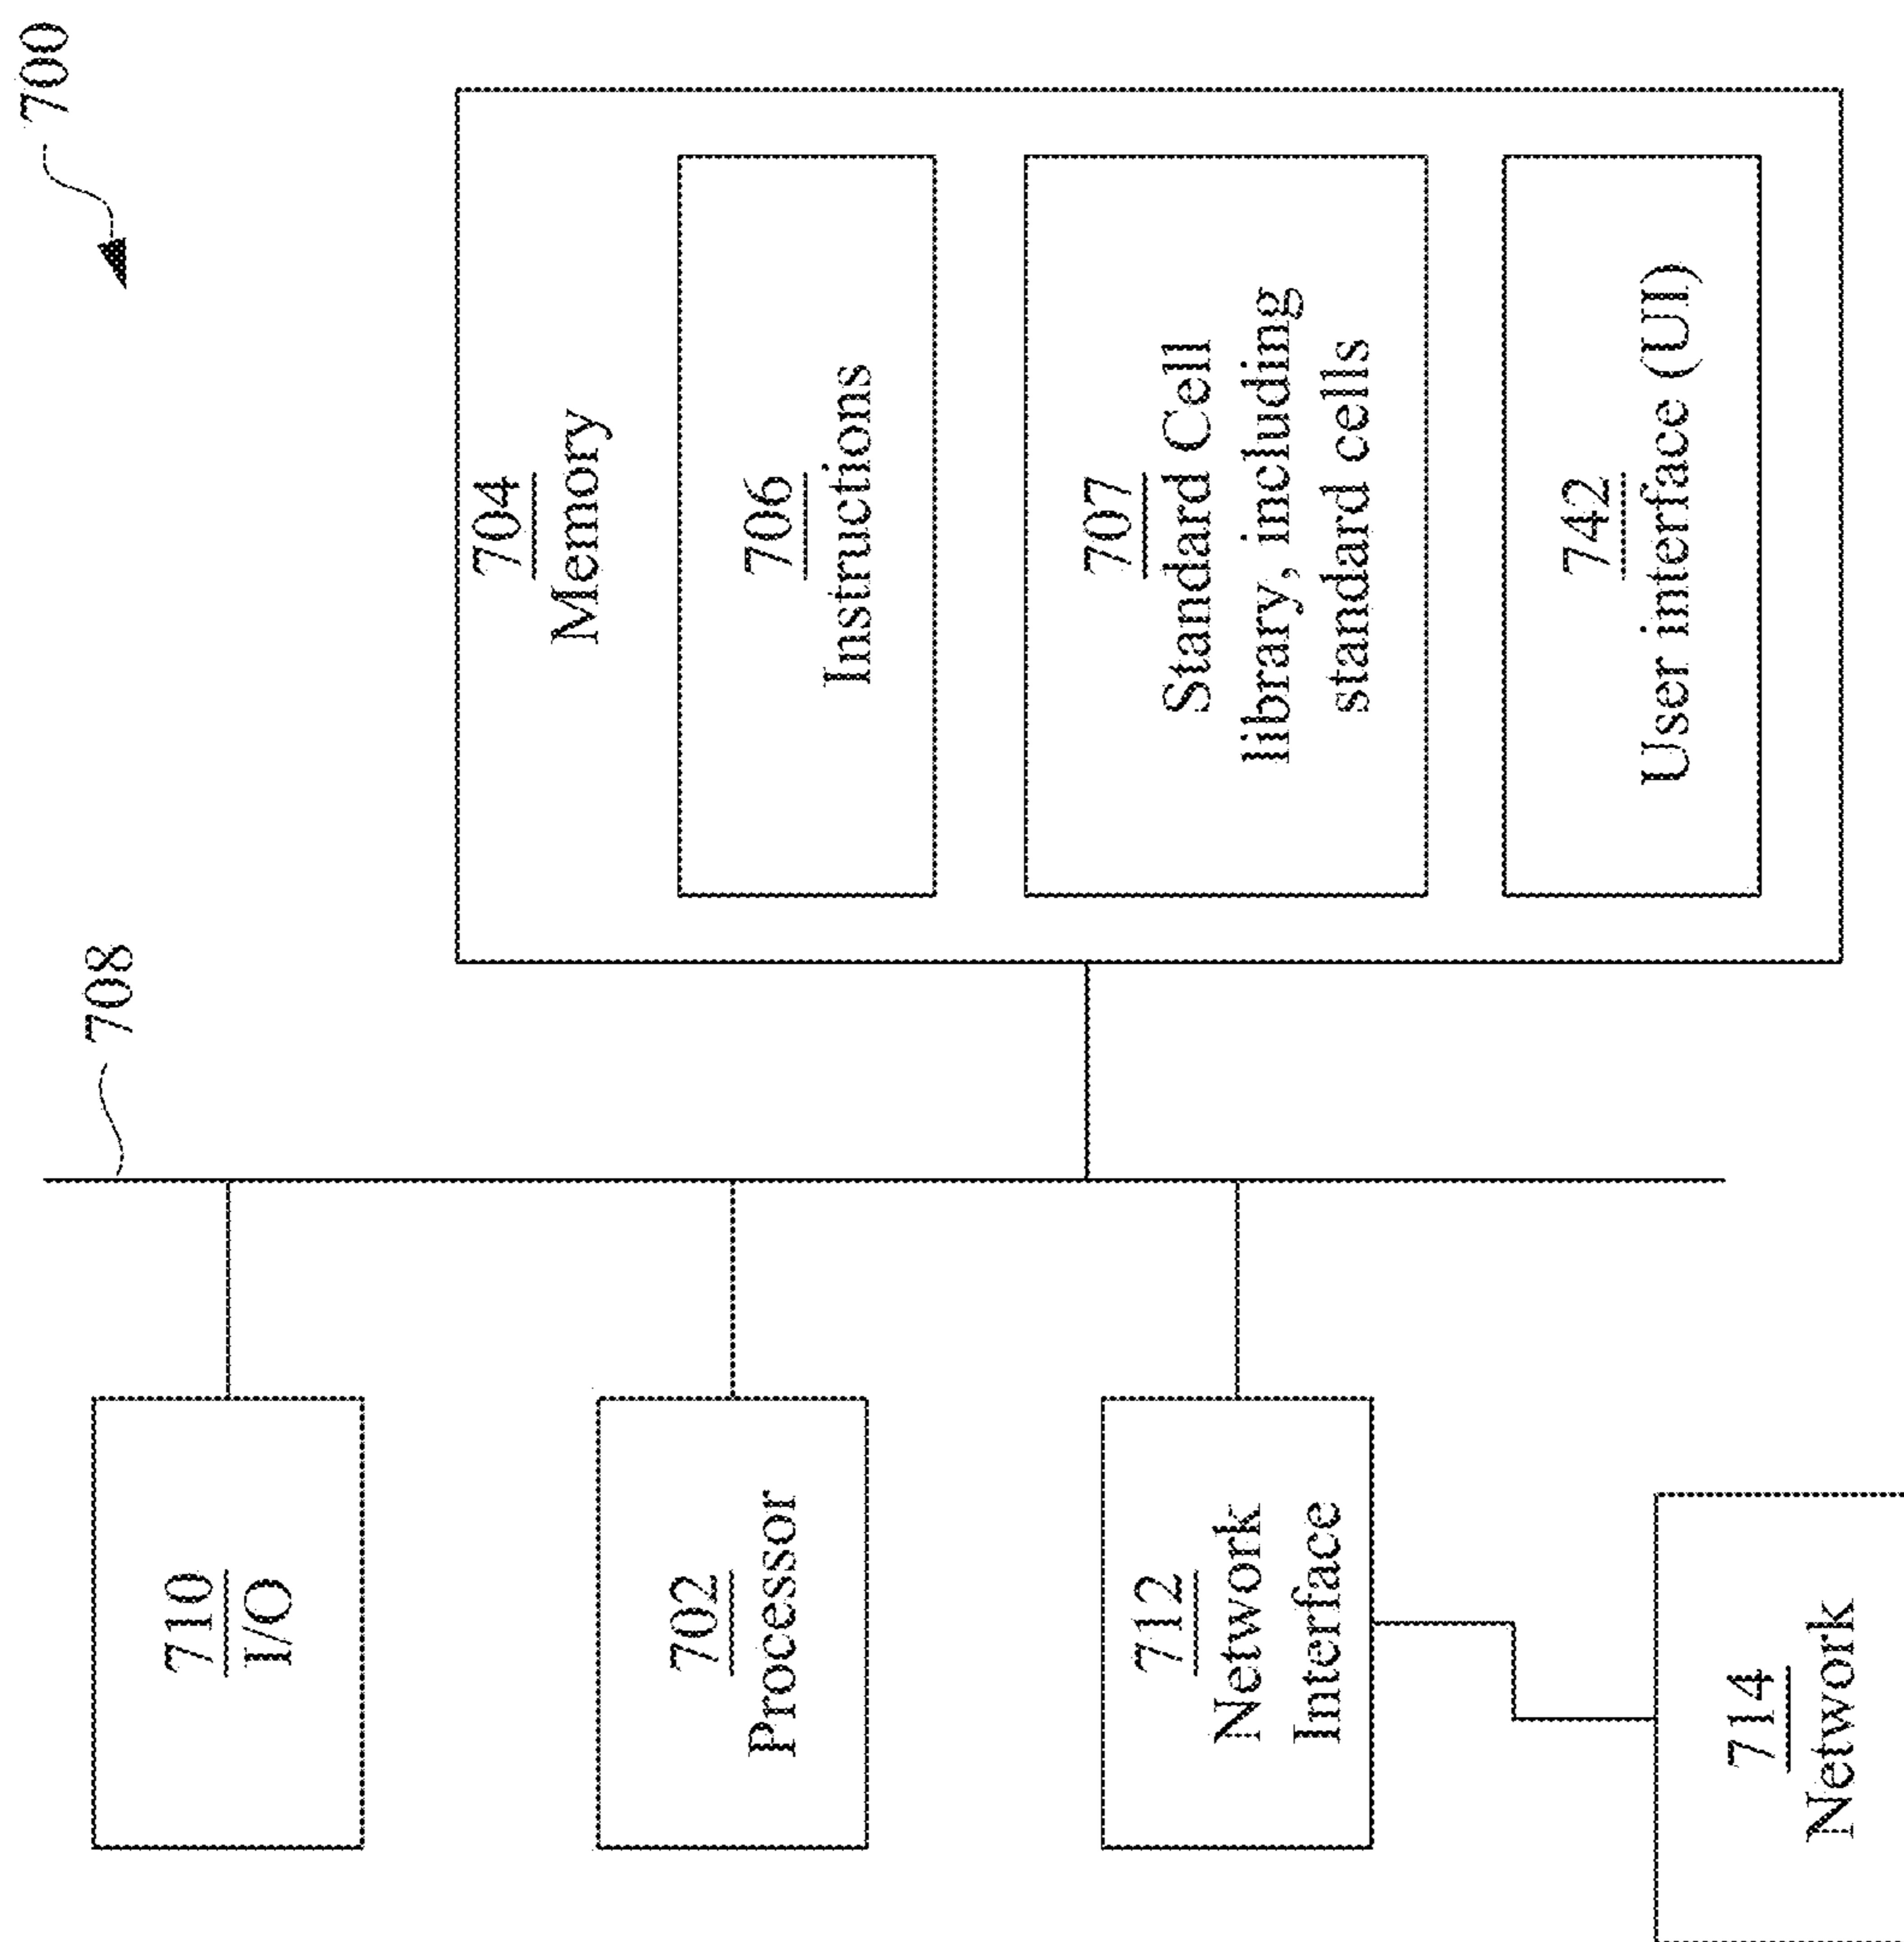 700
708
710
I/O
702
Processor
712
Network
Interface
714
Network
704
Memory
706
Instructions
707
Standard Cell
library, including
standard cells
742
User interface (UI)